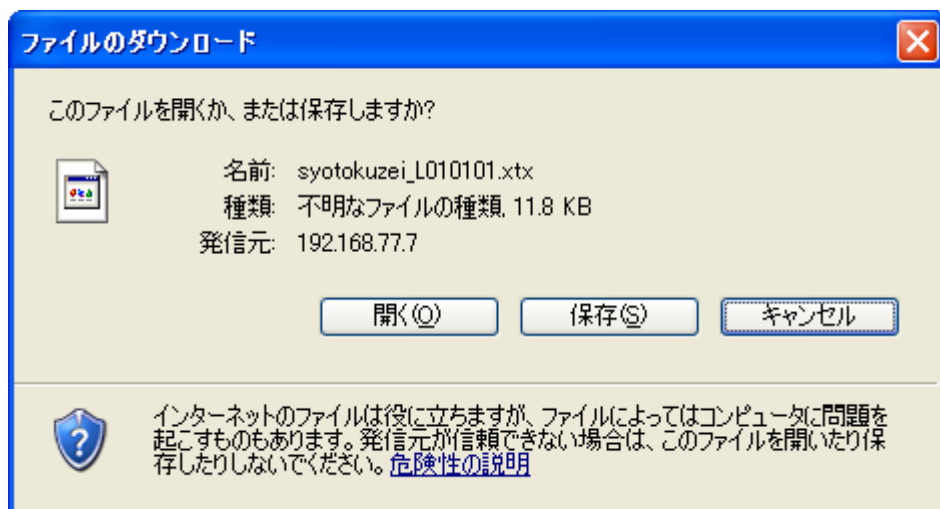 ファイルのダウンロード
このファイルを開くか、または保存しますか?
名前: syotokuzei_L010101.xtx
種類: 不明なファイルの種類, 11.8 KB
発信元: 192.168.77.7
開く(O) 保存(S) キャンセル
インターネットのファイルは役に立ちますが、ファイルによってはコンピュータに問題を
起こすものもあります。発信元が信頼できない場合は、このファイルを開いたり保
存したりしないでください。危険性の説明